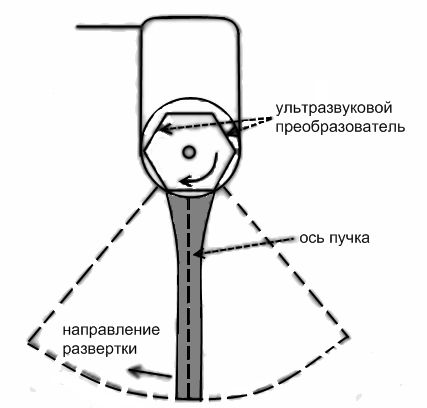 ультразвуковой
преобразователь
ось пучка
направление
развертки